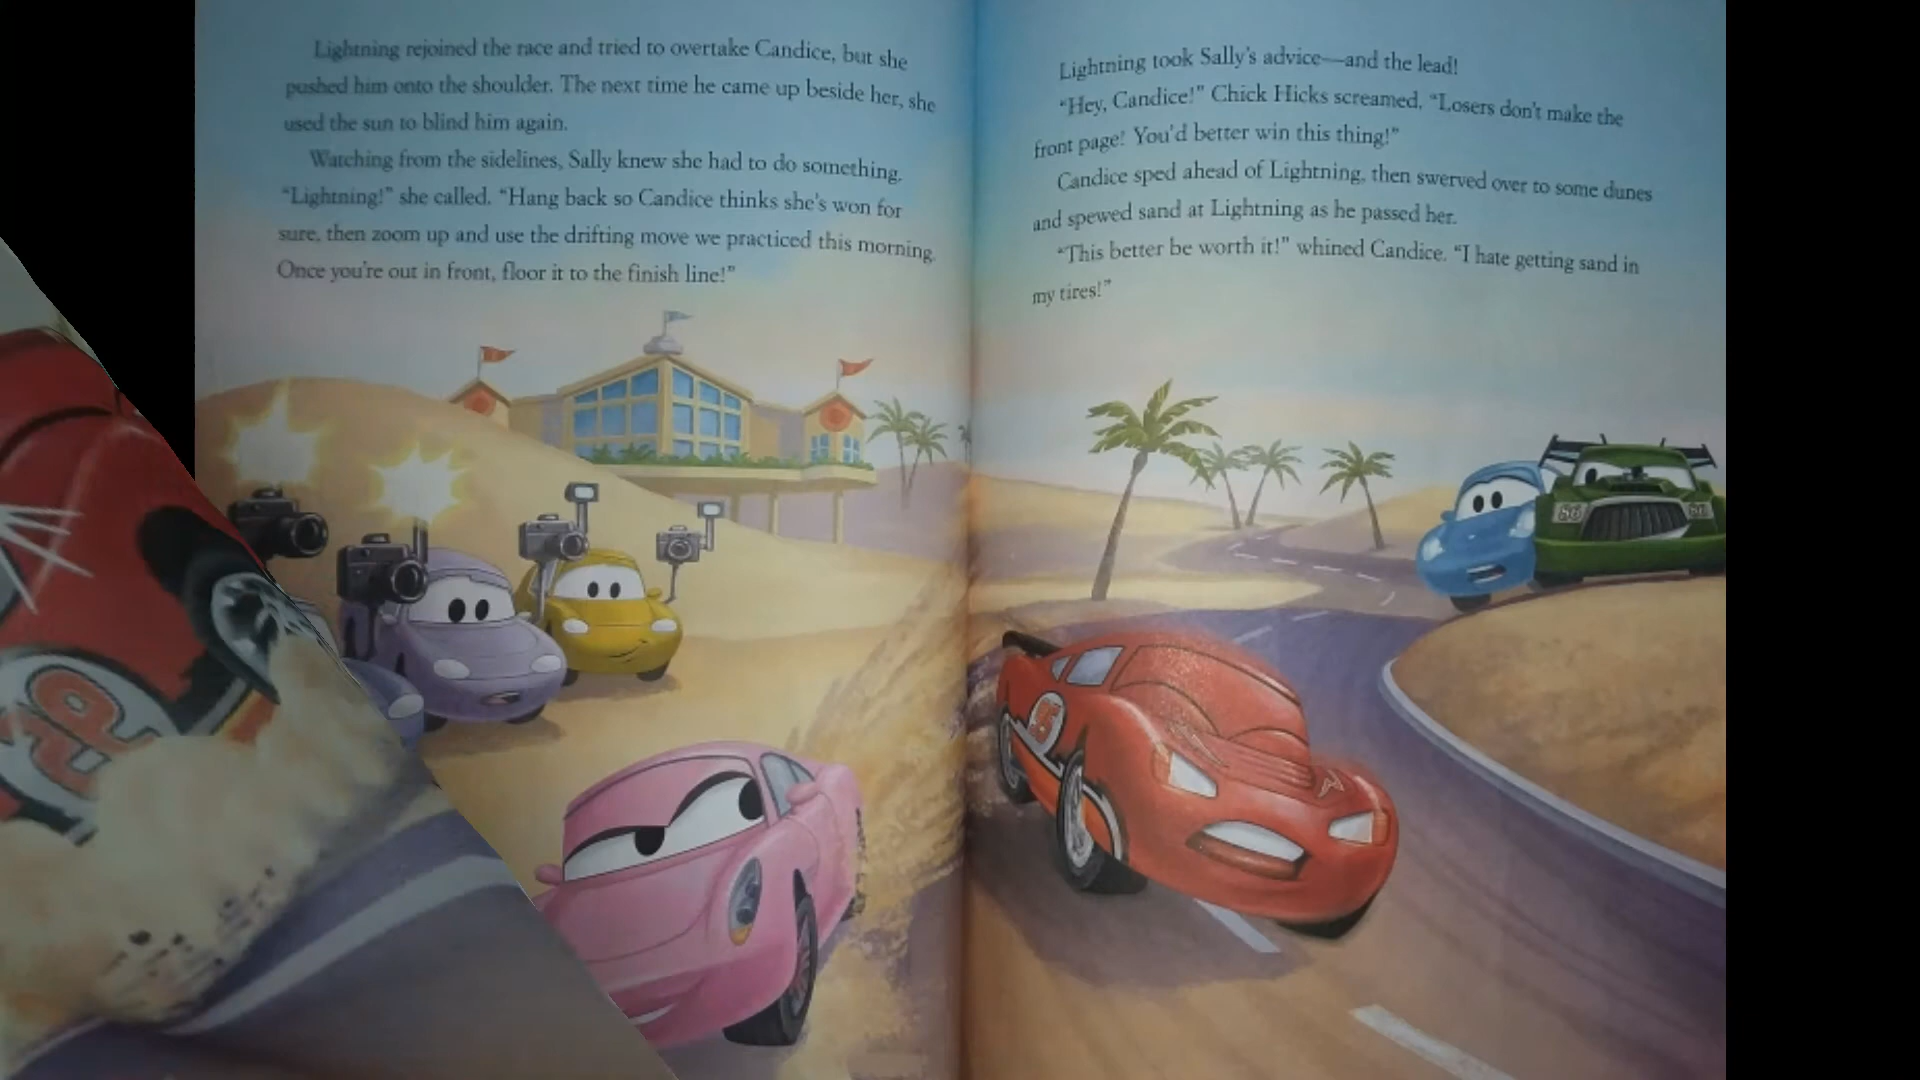 Lightning rejoined the race and tried to overtake Candice, but she
pushed him onto the shoulder. The next time he came up beside her, she
used the sun to blind him again.
Watching from the sidelines, Sally knew she had to do something.
“Lightning!” she called. “Hang back so Candice thinks she’s won for
sure, then zoom up and use the drifting move we practiced this morning.
Once you’re out in front, floor it to the finish line!”
Lightning took Sally’s advice—and the lead!
“Hey, Candice!” Chick Hicks screamed. “Losers don’t make the
front page! You’d better win this thing!”
Candice sped ahead of Lightning, then swerved over to some dunes
and spewed sand at Lightning as he passed her.
“This better be worth it!” whined Candice. “I hate getting sand in
my tires!”
95
95